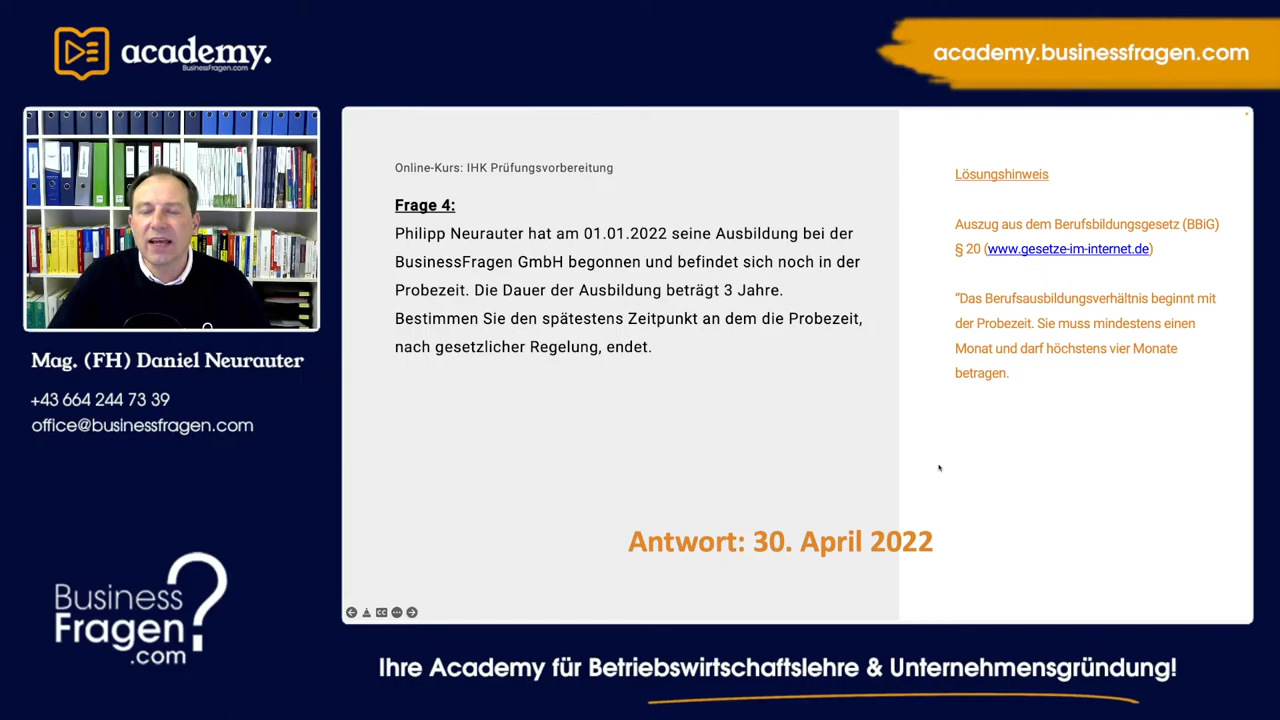 academy.
BusinessFragen.com
academy.businessfragen.com
Mag. (FH) Daniel Neurauter
+43 664 244 73 39
office@businessfragen.com
Business
Fragen
.com
?
Online-Kurs: IHK Prüfungsvorbereitung
Frage 4:
Philipp Neurauter hat am 01.01.2022 seine Ausbildung bei der
BusinessFragen GmbH begonnen und befindet sich noch in der
Probezeit. Die Dauer der Ausbildung beträgt 3 Jahre.
Bestimmen Sie den spätestens Zeitpunkt an dem die Probezeit,
nach gesetzlicher Regelung, endet.
Antwort: 30. April 2022
CC
Lösungshinweis
Auszug aus dem Berufsbildungsgesetz (BBiG)
§ 20 (www.gesetze-im-internet.de)
“Das Berufsausbildungsverhältnis beginnt mit
der Probezeit. Sie muss mindestens einen
Monat und darf höchstens vier Monate
betragen.
Ihre Academy für Betriebswirtschaftslehre & Unternehmensgründung!